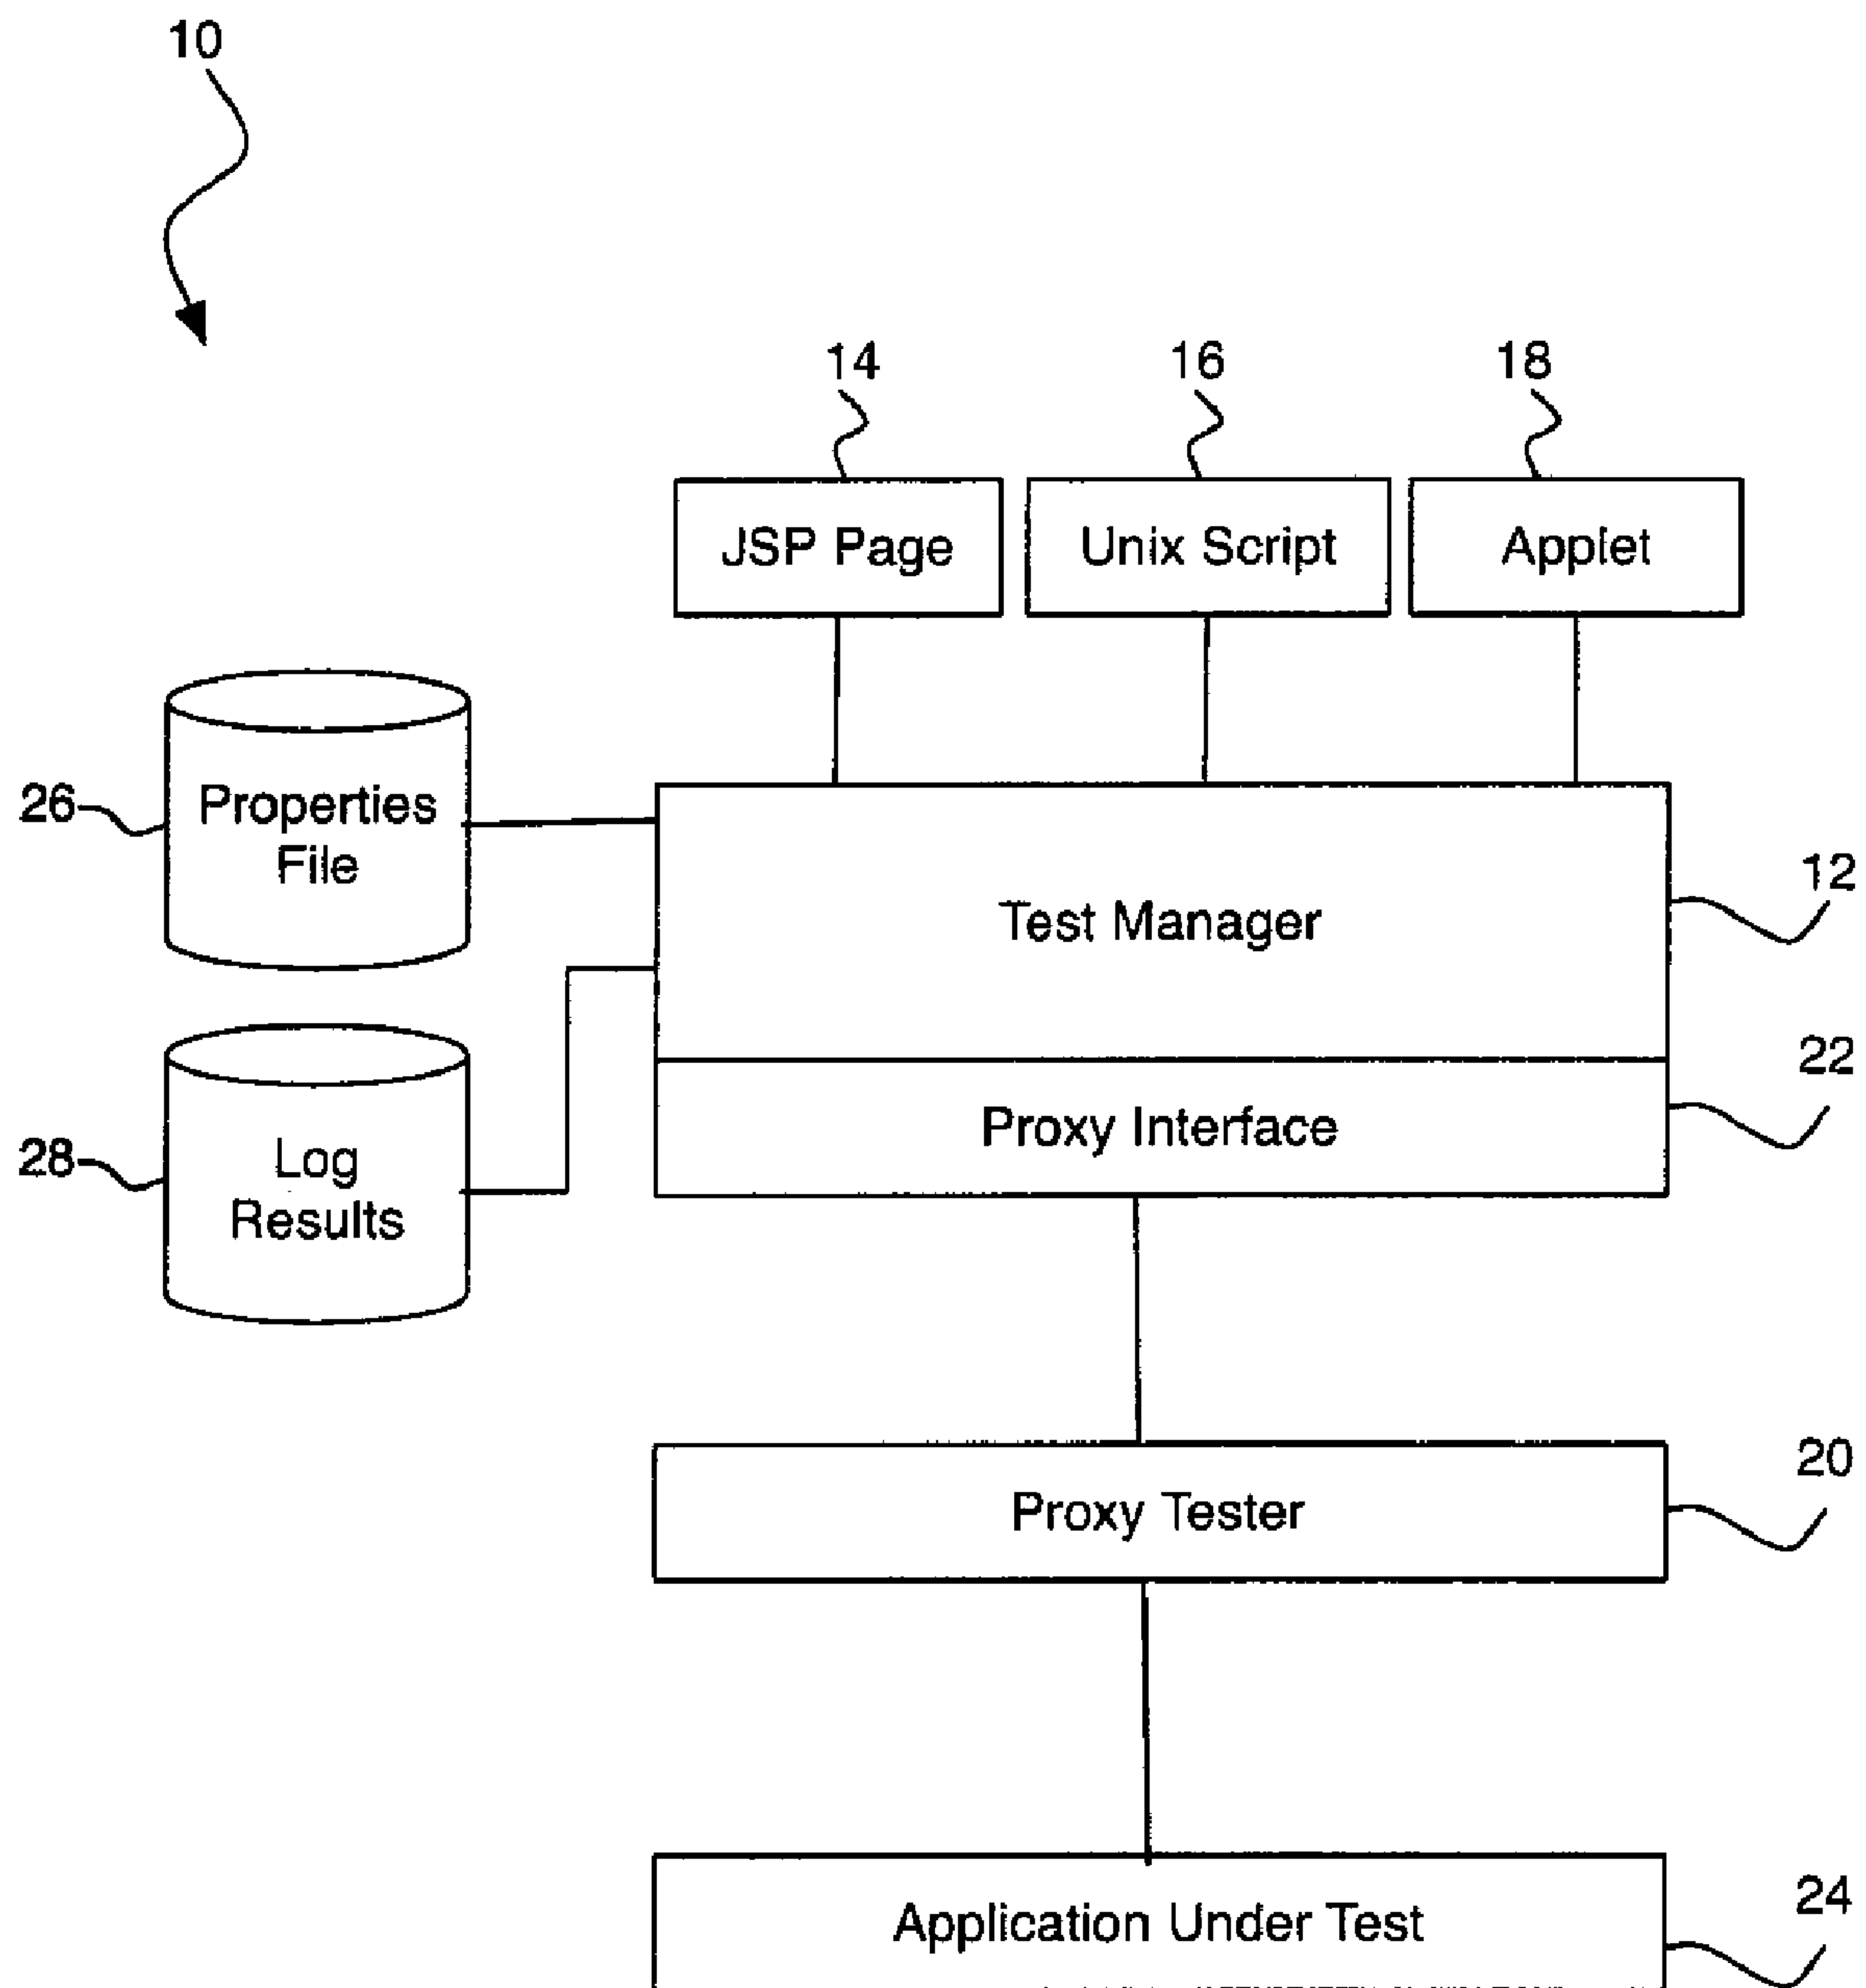 10
14
16
18
JSP Page
Unix Script
Applet
26
Properties
File
12
Test Manager
22
Proxy Interface
28
Log
Results
20
Proxy Tester
24
Application Under Test